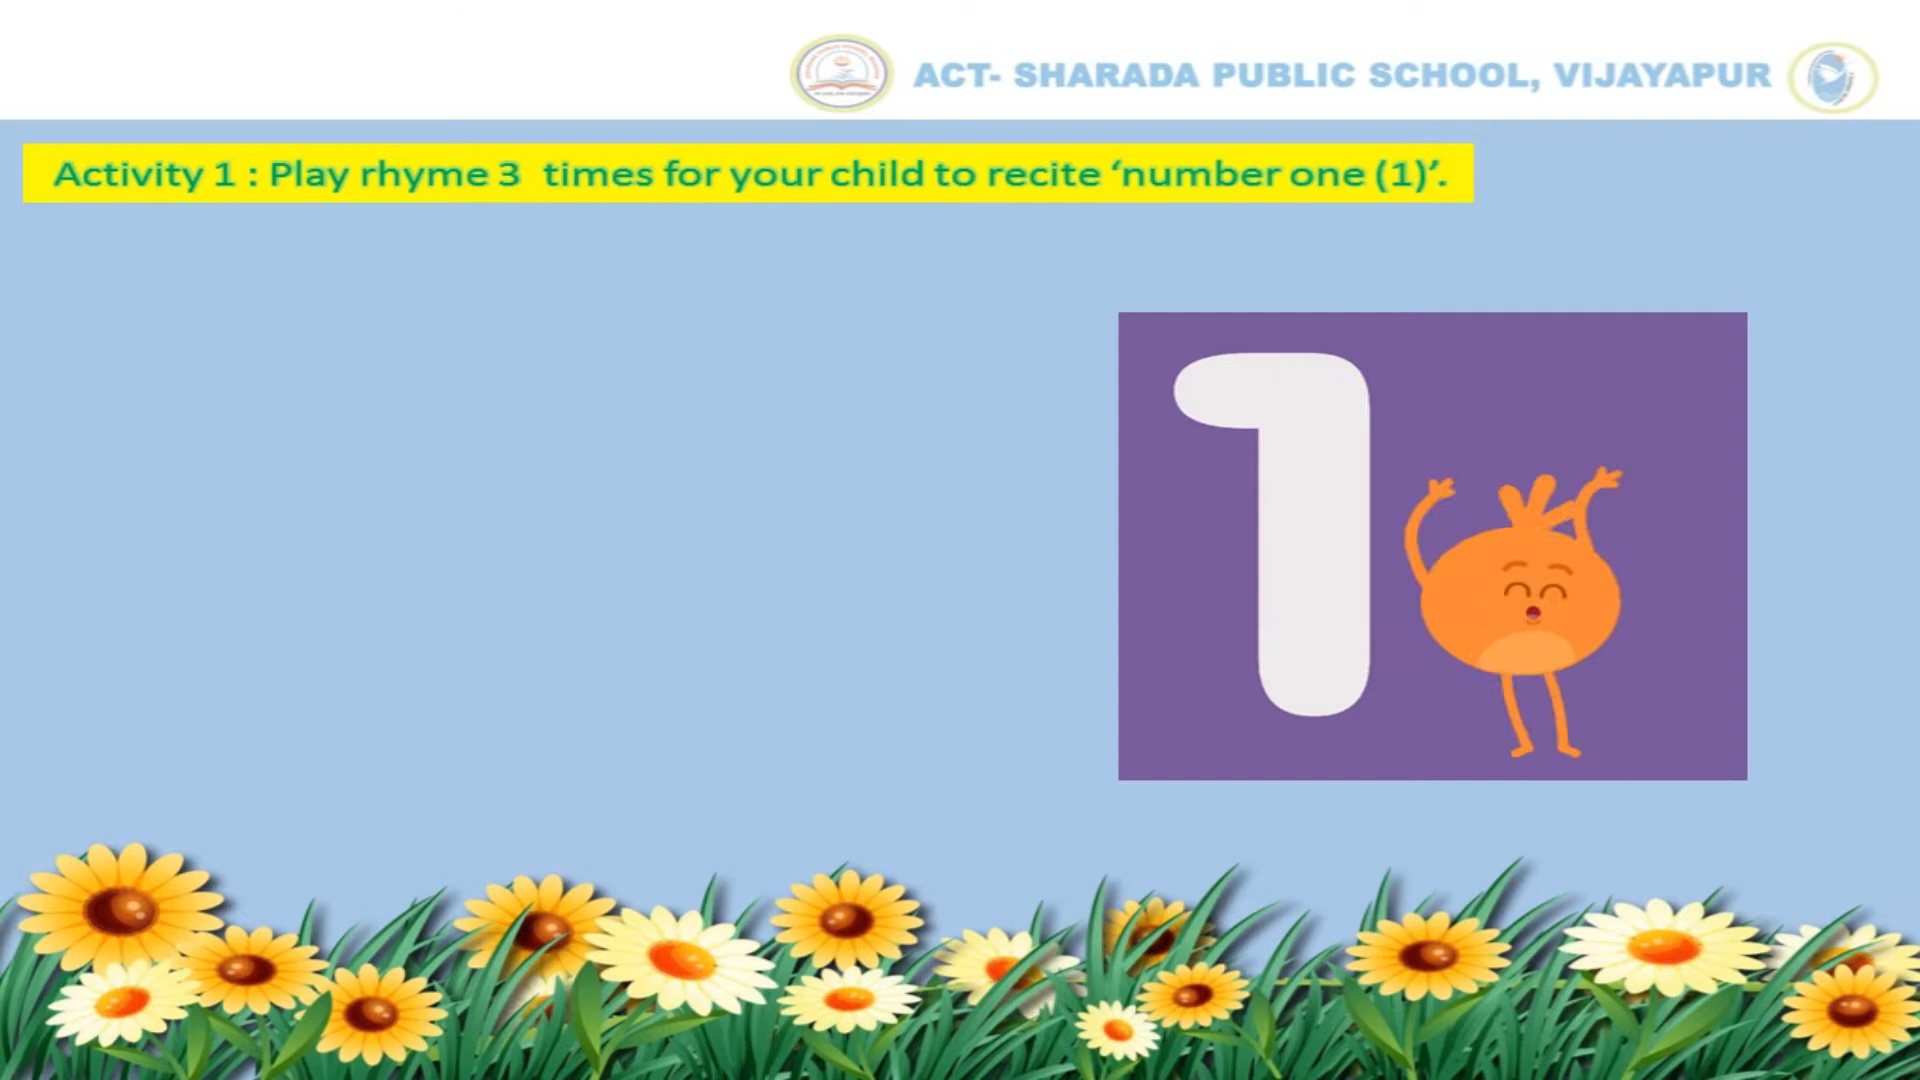 ACT- SHARADA PUBLIC SCHOOL, VIJAYAPUR
Activity 1 : Play rhyme 3 times for your child to recite ‘number one (1)’.
1